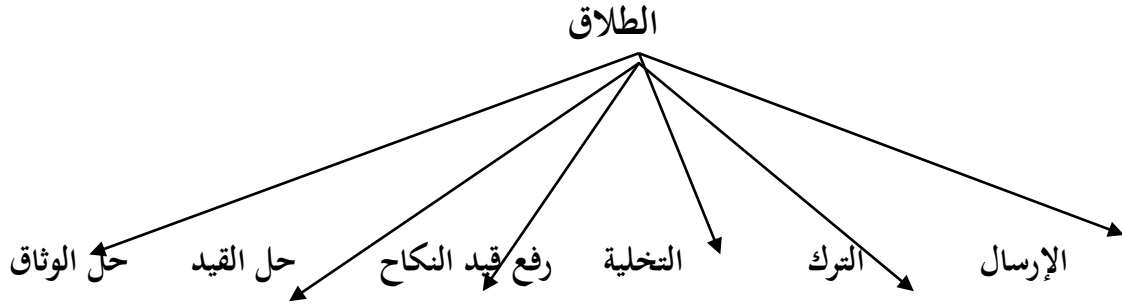 الطلاق
الإرسال الترك التخلية رفع قيد النكاح حل القيد حل الوثاق